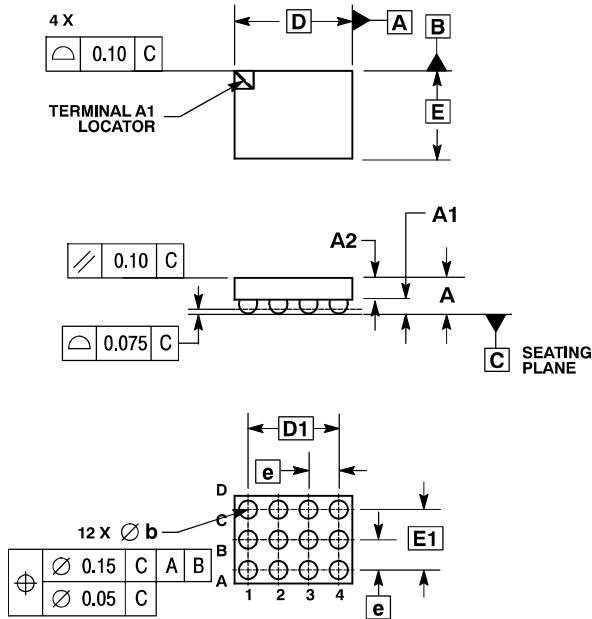 4 X
D
A
B
⌓ 0.10 C
TERMINAL A1
LOCATOR
E
A1
A2
// 0.10 C
A
⌓ 0.075 C
C
SEATING
PLANE
D1
e
D
C
B
A
12 X ∅ b
E1
⌖ ∅ 0.15 C A B
∅ 0.05 C
1 2 3 4
e